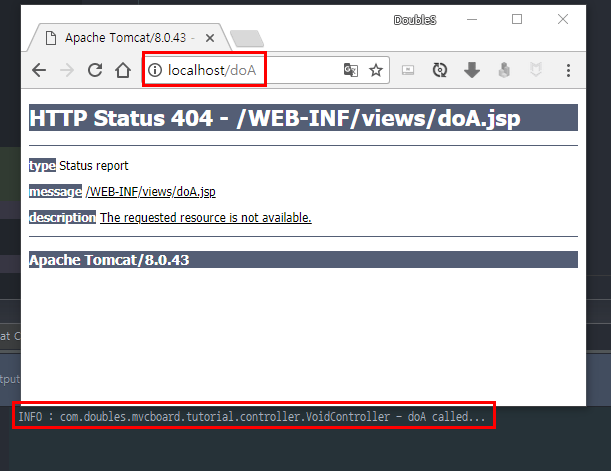 DoubleS
Apache Tomcat/8.0.43 -
localhost/doA
HTTP Status 404 - /WEB-INF/views/doA.jsp
type Status report
message /WEB-INF/views/doA.jsp
description The requested resource is not available.
Apache Tomcat/8.0.43
at C
tput
INFO : com.doubles.mvcboard.tutorial.controller.VoidController - doA called...